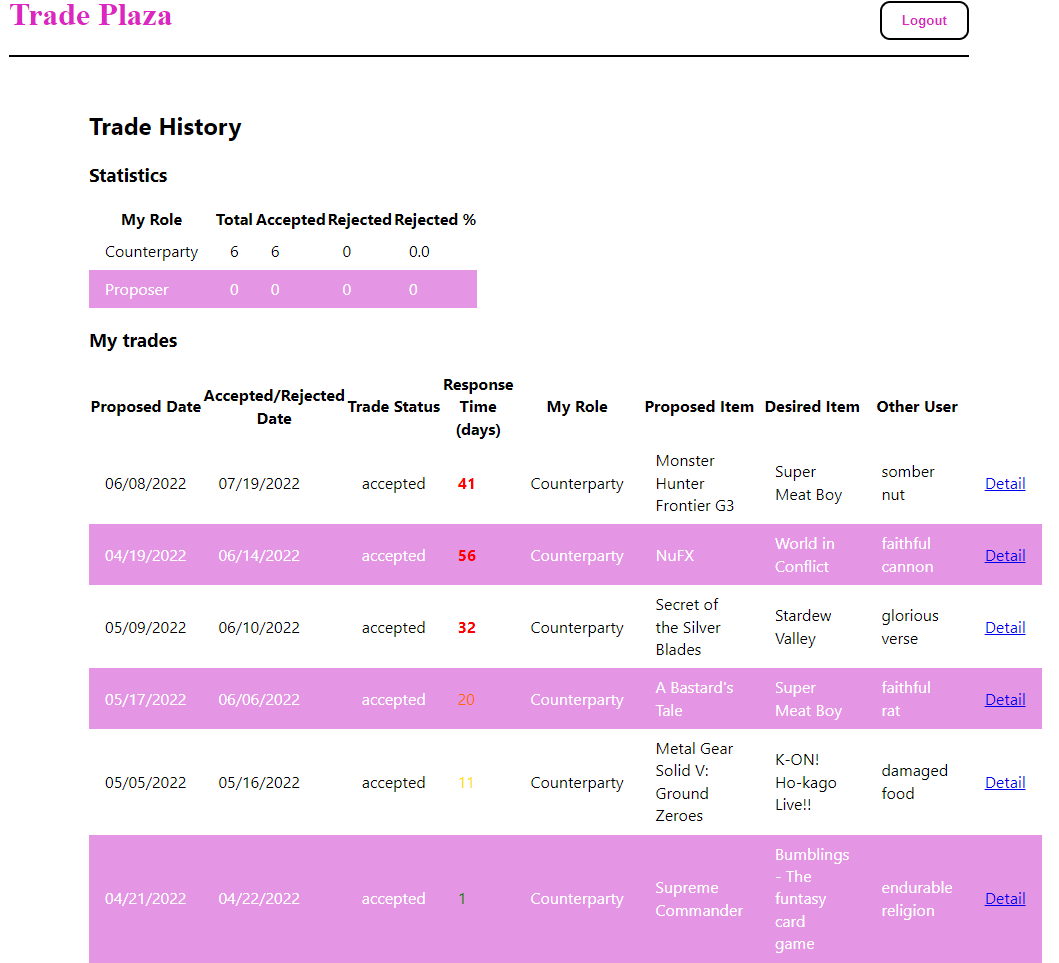 Trade Plaza
Logout
Trade History
Statistics
My Role Total Accepted Rejected Rejected %
Counterparty 6 6 0 0.0
Proposer 0 0 0 0
My trades
Proposed Date Accepted/Rejected Date Trade Status Response Time (days) My Role Proposed Item Desired Item Other User
06/08/2022 07/19/2022 accepted 41 Counterparty Monster Hunter Frontier G3 Super Meat Boy somber nut Detail
04/19/2022 06/14/2022 accepted 56 Counterparty NuFX World in Conflict faithful cannon Detail
05/09/2022 06/10/2022 accepted 32 Counterparty Secret of the Silver Blades Stardew Valley glorious verse Detail
05/17/2022 06/06/2022 accepted 20 Counterparty A Bastard's Tale Super Meat Boy faithful rat Detail
05/05/2022 05/16/2022 accepted 11 Counterparty Metal Gear Solid V: Ground Zeroes K-ON! Ho-kago Live!! damaged food Detail
04/21/2022 04/22/2022 accepted 1 Counterparty Supreme Commander Bumblings - The funtasy card game endurable religion Detail